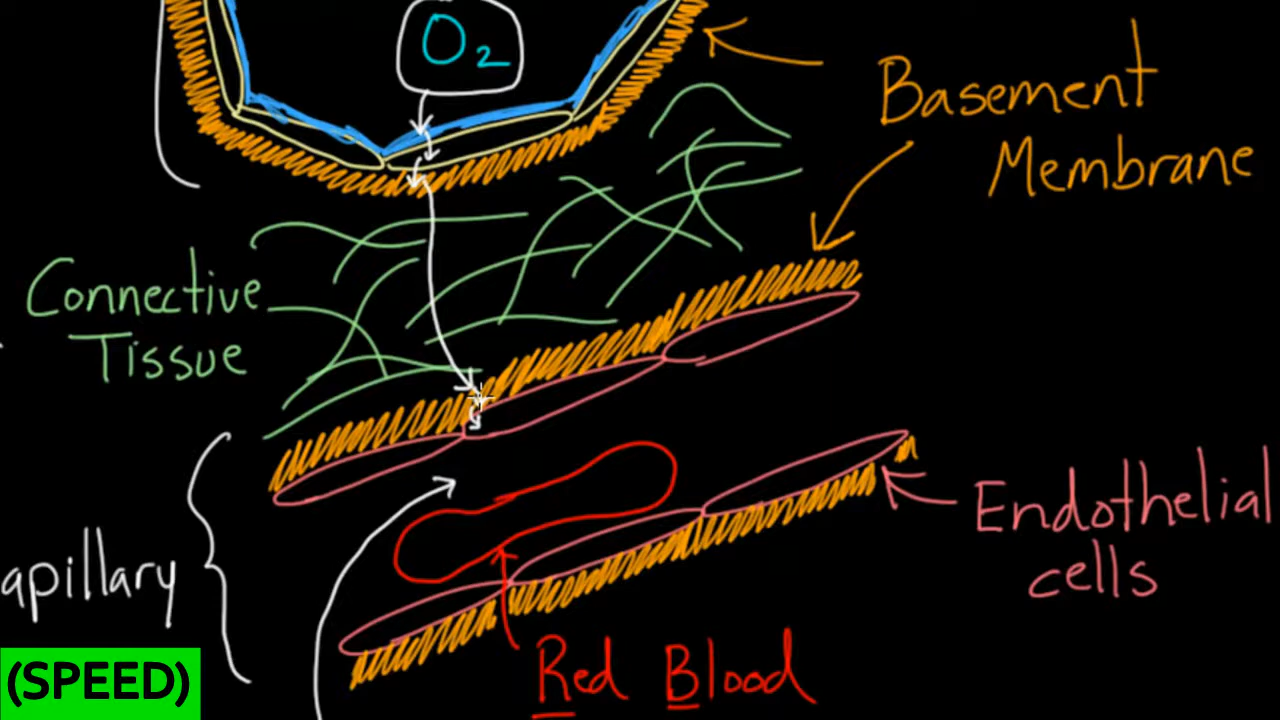 O₂
Basement
Membrane
Connective
Tissue
apillary
Endothelial
cells
Red Blood
(SPEED)